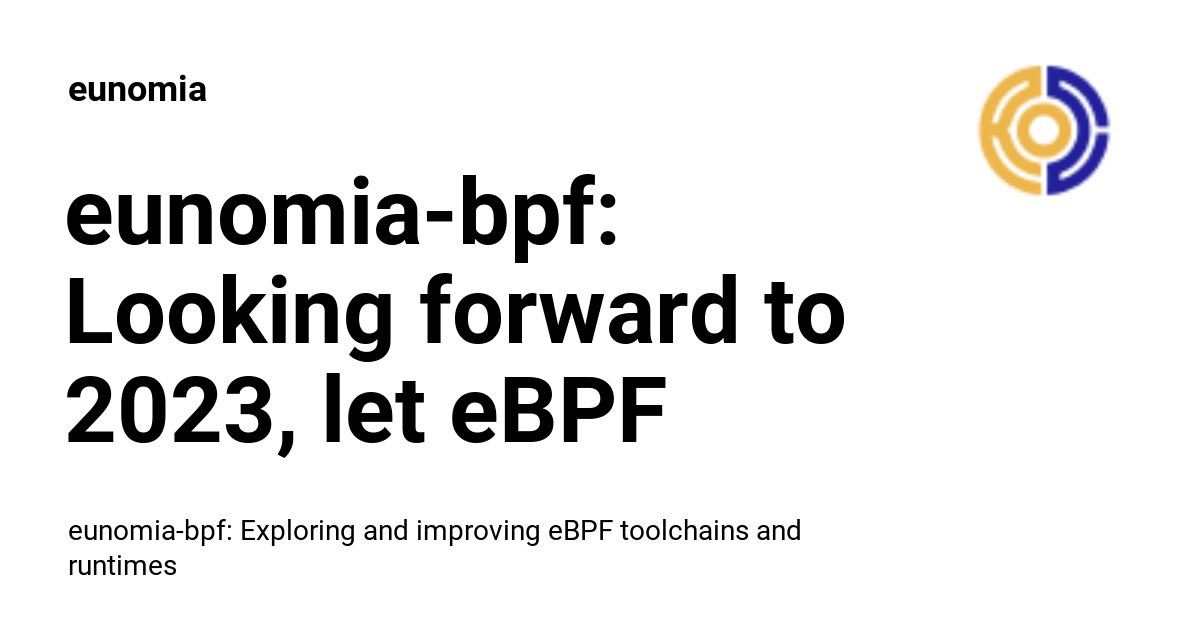 eunomia
eunomia-bpf:
Looking forward to
2023, let eBPF
eunomia-bpf: Exploring and improving eBPF toolchains and
runtimes